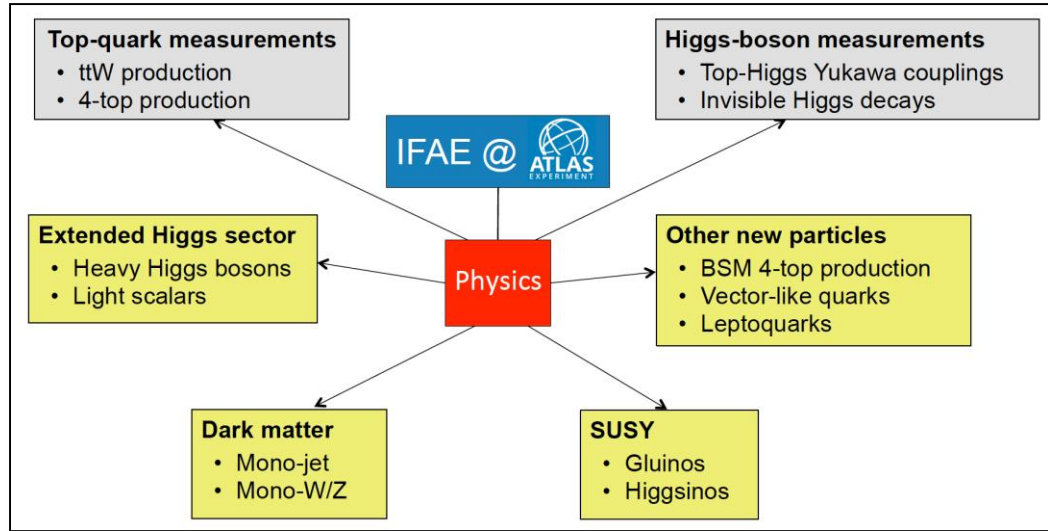 Top-quark measurements
• ttW production
• 4-top production
Higgs-boson measurements
• Top-Higgs Yukawa couplings
• Invisible Higgs decays
IFAE @ ATLAS
EXPERIMENT
Extended Higgs sector
• Heavy Higgs bosons
• Light scalars
Physics
Other new particles
• BSM 4-top production
• Vector-like quarks
• Leptoquarks
Dark matter
• Mono-jet
• Mono-W/Z
SUSY
• Gluinos
• Higgsinos